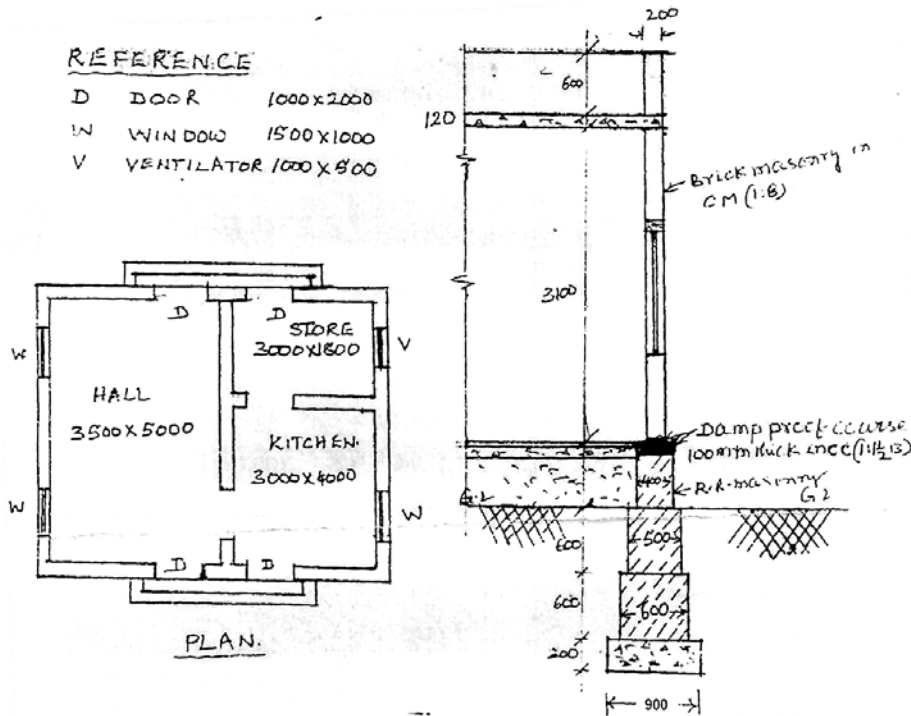 REFERENCE
D DOOR 1000x2000
W WINDOW 1500x1000
V VENTILATOR 1000x500
200
600
120
Brick masonry in
CM (1:8)
3100
Damp proof course
100mm thick in CC (1:1½:3)
R.R. masonry
400
G.L
G.L
600
500
600
600
200
900
D
D
STORE
3000x1800
V
W
HALL
3500x5000
KITCHEN.
3000x4000
W
W
D
D
PLAN.